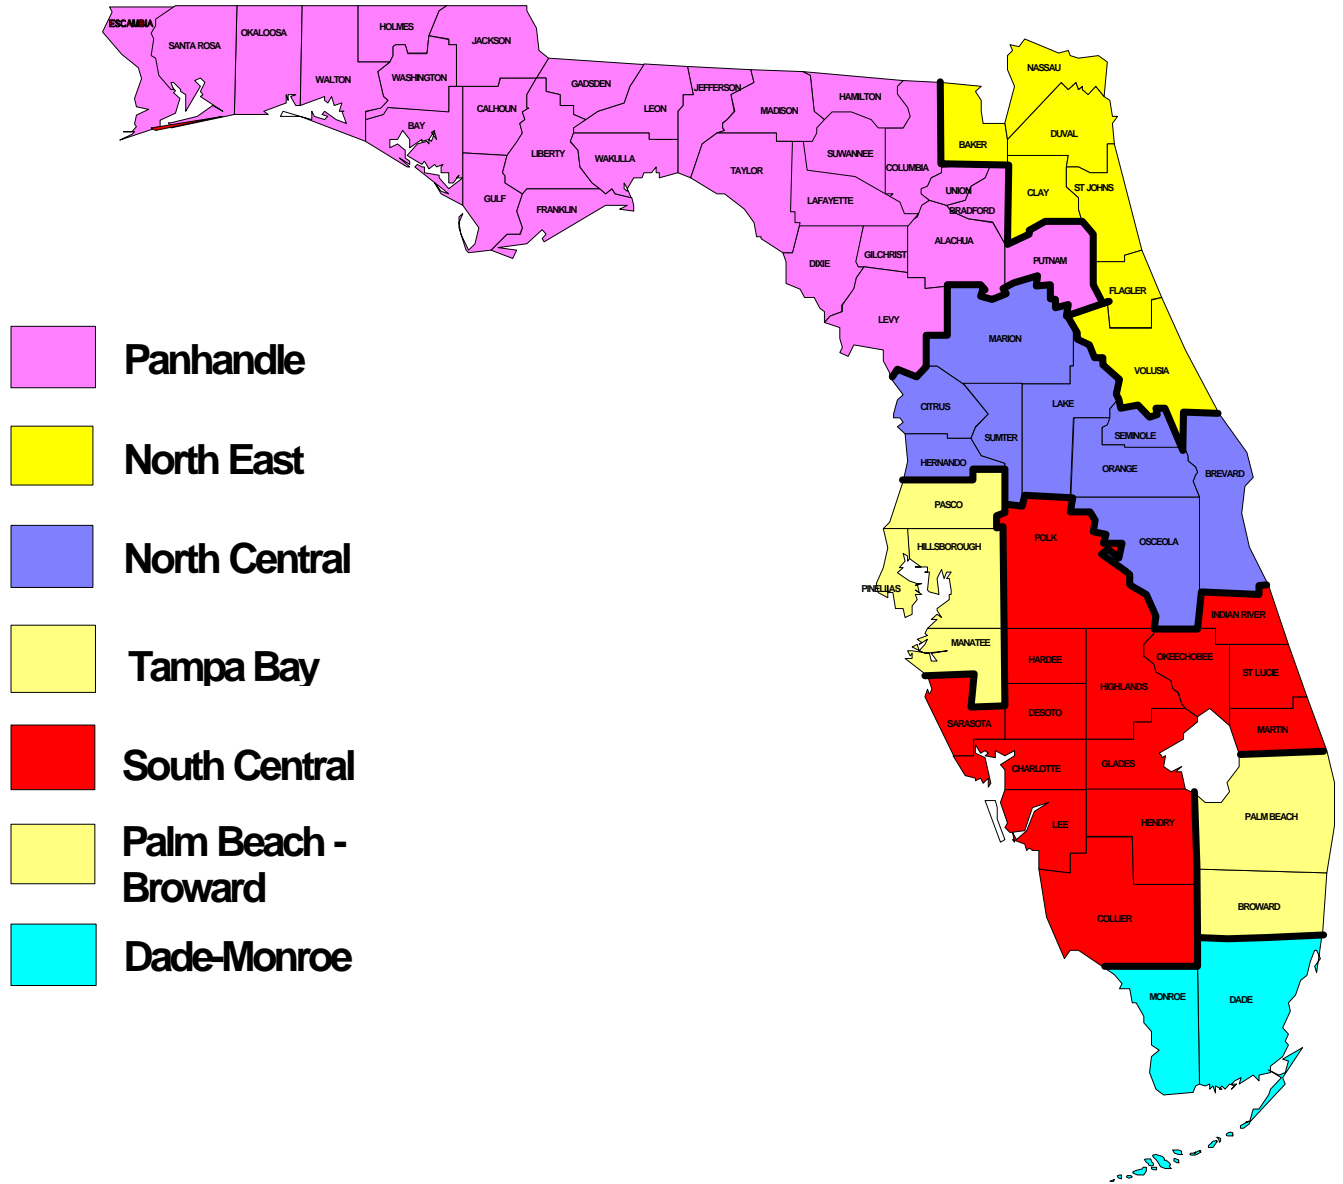 ESCAMBIA
SANTA ROSA
OKALOOSA
WALTON
HOLMES
WASHINGTON
JACKSON
BAY
CALHOUN
GULF
LIBERTY
GADSDEN
FRANKLIN
WAKULLA
LEON
JEFFERSON
MADISON
TAYLOR
HAMILTON
SUWANNEE
LAFAYETTE
COLUMBIA
DIXIE
GILCHRIST
ALACHUA
UNION
BRADFORD
LEVY
PUTNAM
NASSAU
BAKER
DUVAL
CLAY
ST JOHNS
FLAGLER
VOLUSIA
MARION
CITRUS
SUMTER
LAKE
HERNANDO
SEMINOLE
ORANGE
BREVARD
OSCEOLA
PASCO
HILLSBOROUGH
PINELLAS
MANATEE
POLK
INDIAN RIVER
HARDEE
OKEECHOBEE
HIGHLANDS
ST LUCIE
DESOTO
SARASOTA
MARTIN
CHARLOTTE
GLADES
LEE
HENDRY
COLLIER
PALM BEACH
BROWARD
MONROE
DADE
Panhandle
North East
North Central
Tampa Bay
South Central
Palm Beach -
Broward
Dade-Monroe